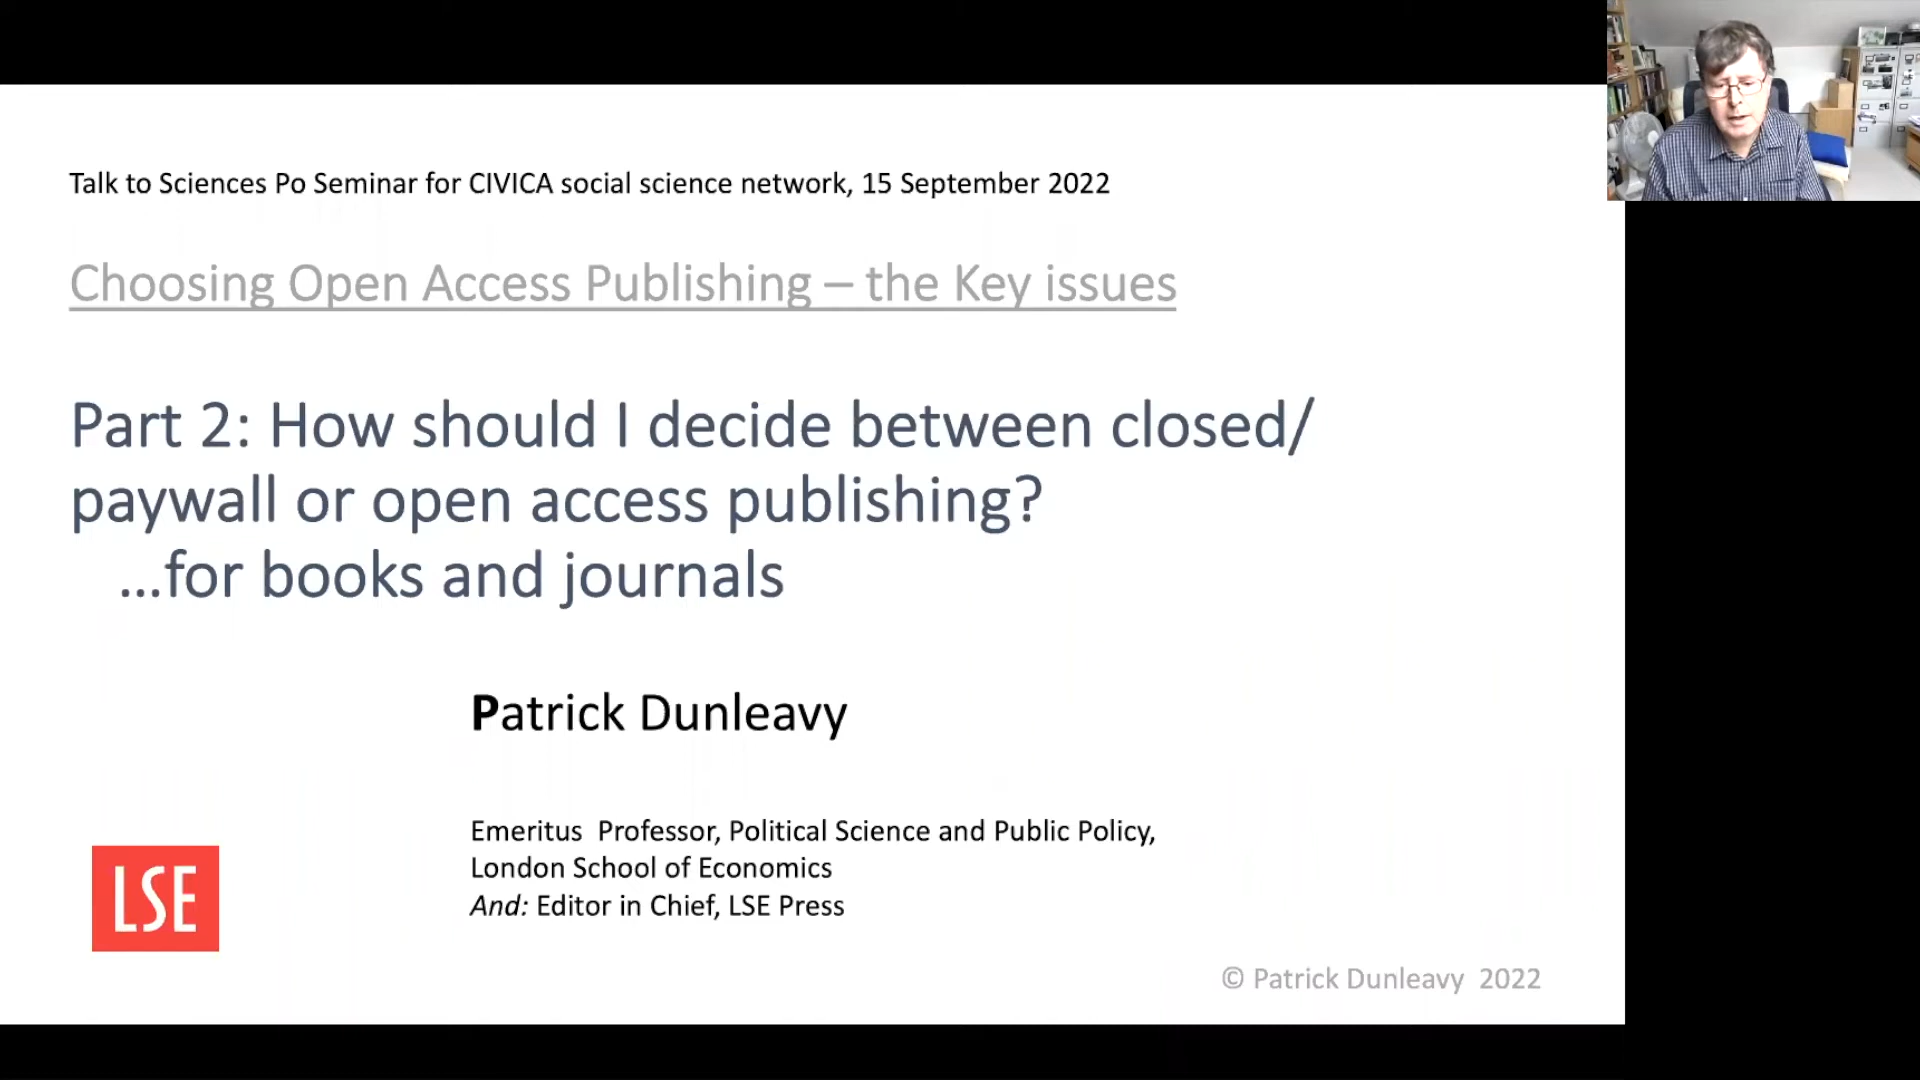 Talk to Sciences Po Seminar for CIVICA social science network, 15 September 2022
Choosing Open Access Publishing – the Key issues
Part 2: How should I decide between closed/
paywall or open access publishing?
…for books and journals
Patrick Dunleavy
Emeritus  Professor, Political Science and Public Policy,
London School of Economics
And: Editor in Chief, LSE Press
LSE
© Patrick Dunleavy  2022